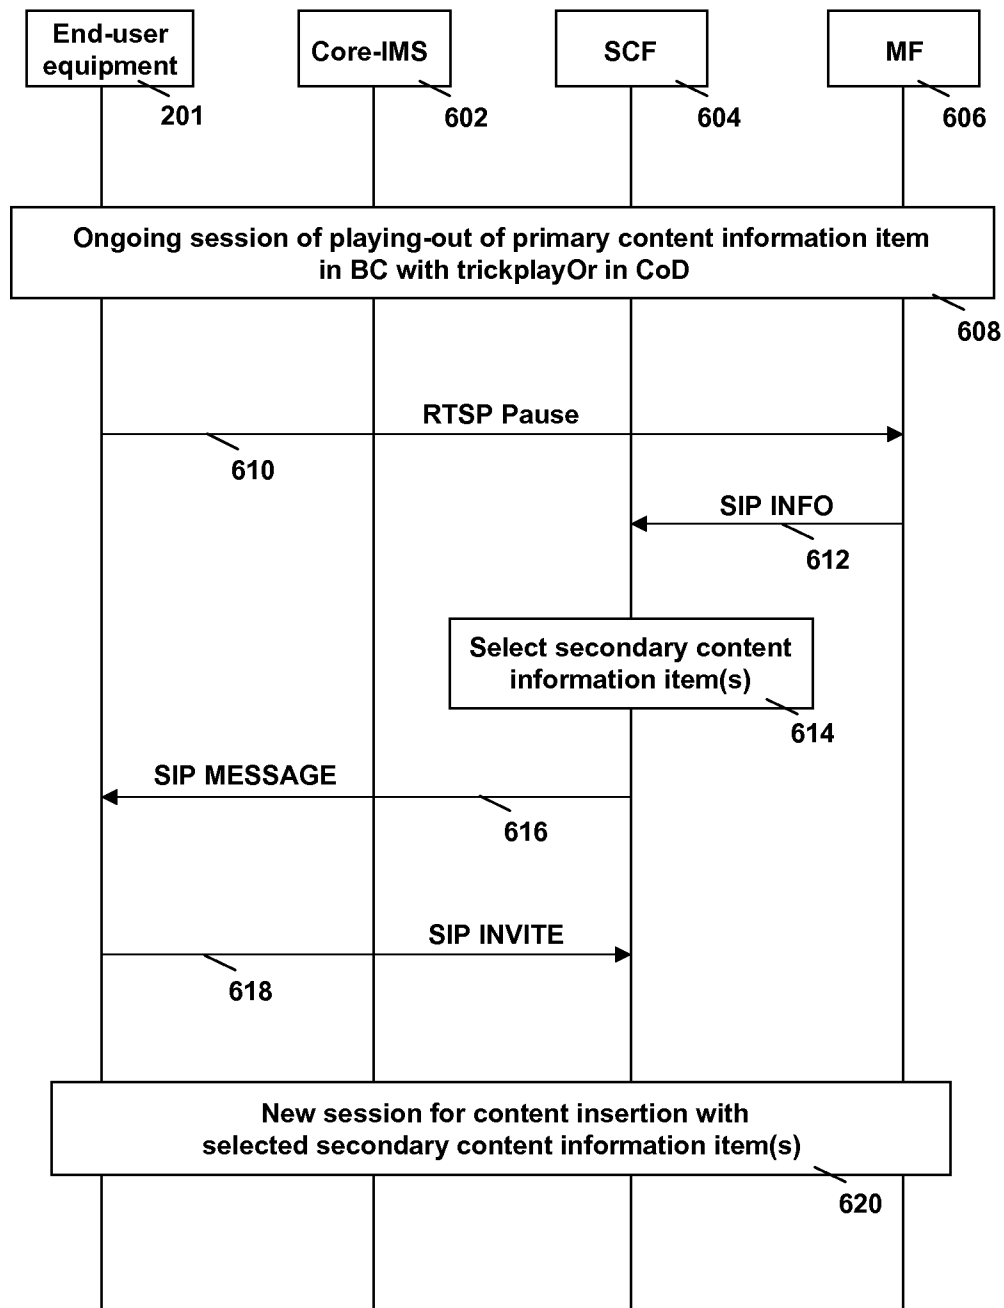 End-user
equipment
Core-IMS
SCF
MF
201
602
604
606
Ongoing session of playing-out of primary content information item
in BC with trickplayOr in CoD
608
RTSP Pause
610
SIP INFO
612
Select secondary content
information item(s)
614
SIP MESSAGE
616
SIP INVITE
618
New session for content insertion with
selected secondary content information item(s)
620